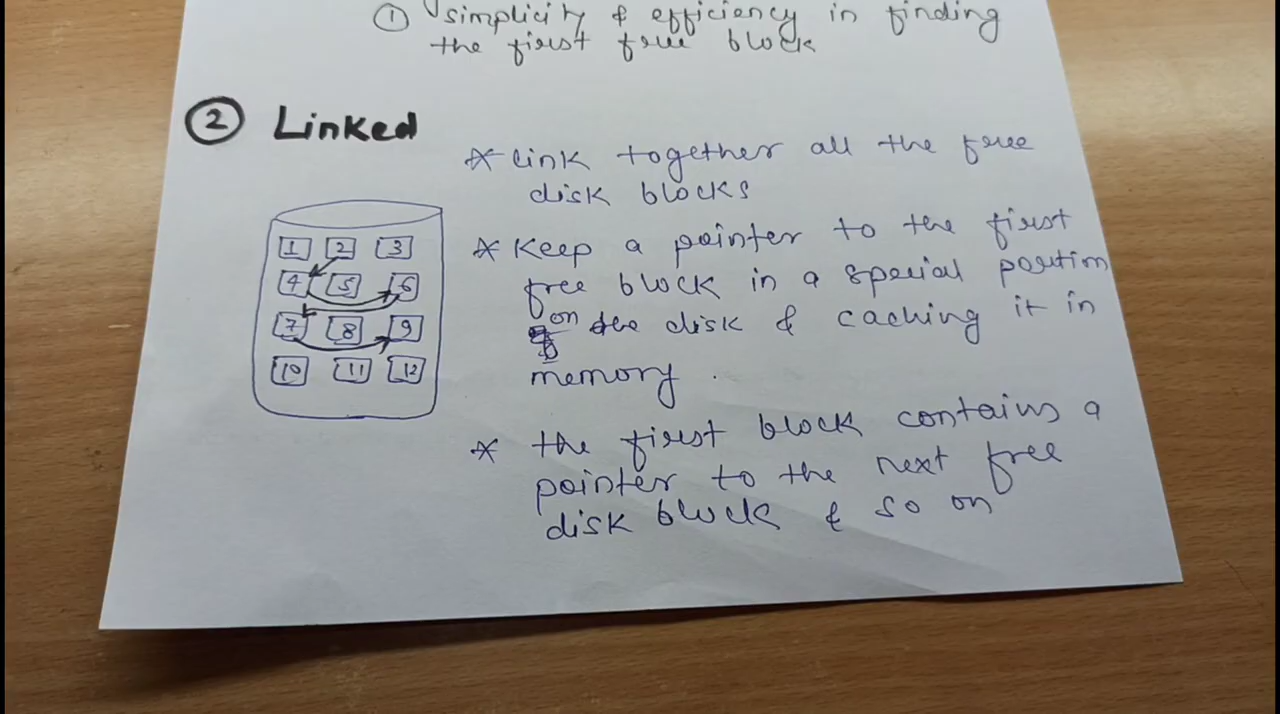 ① simplicity & efficiency in finding
the first free block
② Linked
* Link together all the free
disk blocks
1 2 3
4 5 6
7 8 9
10 11 12
* Keep a pointer to the first
free block in a special position
on the disk & caching it in
memory.
* the first block contains a
pointer to the next free
disk block & so on